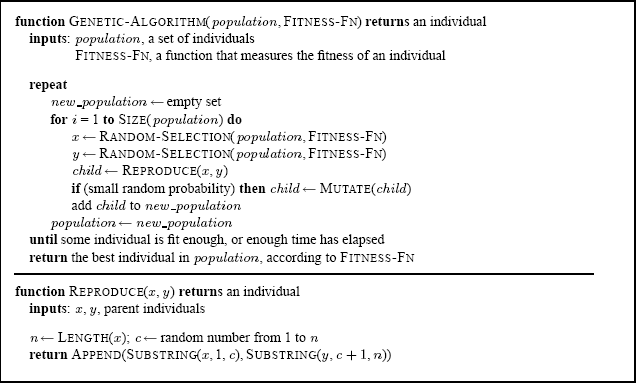 function GENETIC-ALGORITHM(population, FITNESS-FN) returns an individual
inputs: population, a set of individuals
FITNESS-FN, a function that measures the fitness of an individual
repeat
new_population ← empty set
for i = 1 to SIZE(population) do
x ← RANDOM-SELECTION(population, FITNESS-FN)
y ← RANDOM-SELECTION(population, FITNESS-FN)
child ← REPRODUCE(x, y)
if (small random probability) then child ← MUTATE(child)
add child to new_population
population ← new_population
until some individual is fit enough, or enough time has elapsed
return the best individual in population, according to FITNESS-FN
function REPRODUCE(x, y) returns an individual
inputs: x, y, parent individuals
n ← LENGTH(x); c ← random number from 1 to n
return APPEND(SUBSTRING(x, 1, c), SUBSTRING(y, c + 1, n))